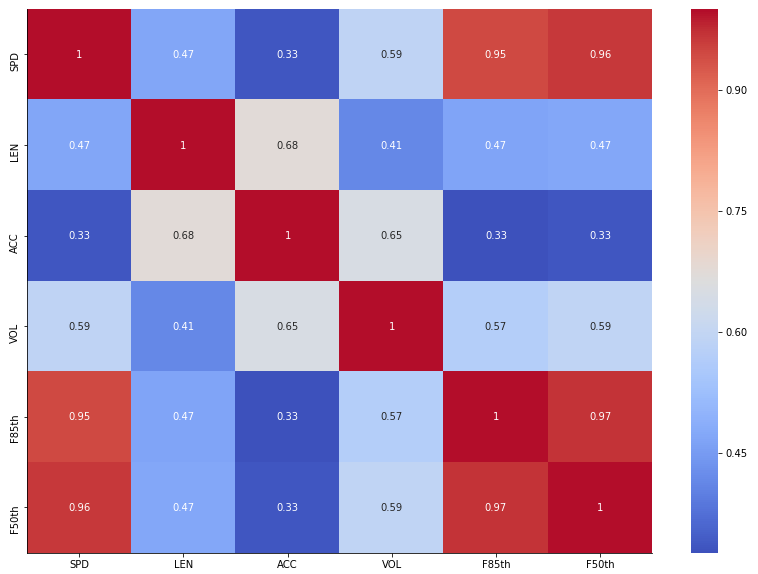 SPD 1 0.47 0.33 0.59 0.95 0.96
0.90
LEN 0.47 1 0.68 0.41 0.47 0.47
0.75
ACC 0.33 0.68 1 0.65 0.33 0.33
VOL 0.59 0.41 0.65 1 0.57 0.59
0.60
F85th 0.95 0.47 0.33 0.57 1 0.97
0.45
F50th 0.96 0.47 0.33 0.59 0.97 1
SPD LEN ACC VOL F85th F50th